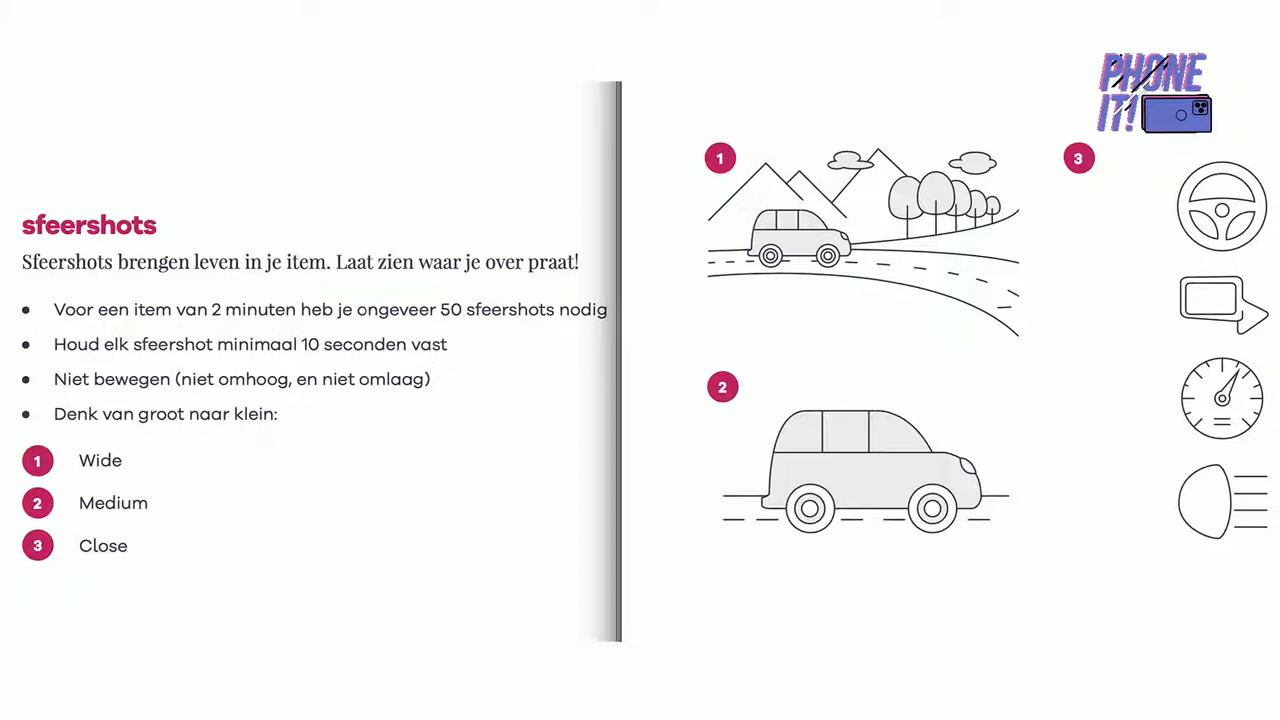 sfeershots
Sfeershots brengen leven in je item. Laat zien waar je over praat!
Voor een item van 2 minuten heb je ongeveer 50 sfeershots nodig
Houd elk sfeershot minimaal 10 seconden vast
Niet bewegen (niet omhoog, en niet omlaag)
Denk van groot naar klein:
1 Wide
2 Medium
3 Close
1
2
3
PHONE
IT!